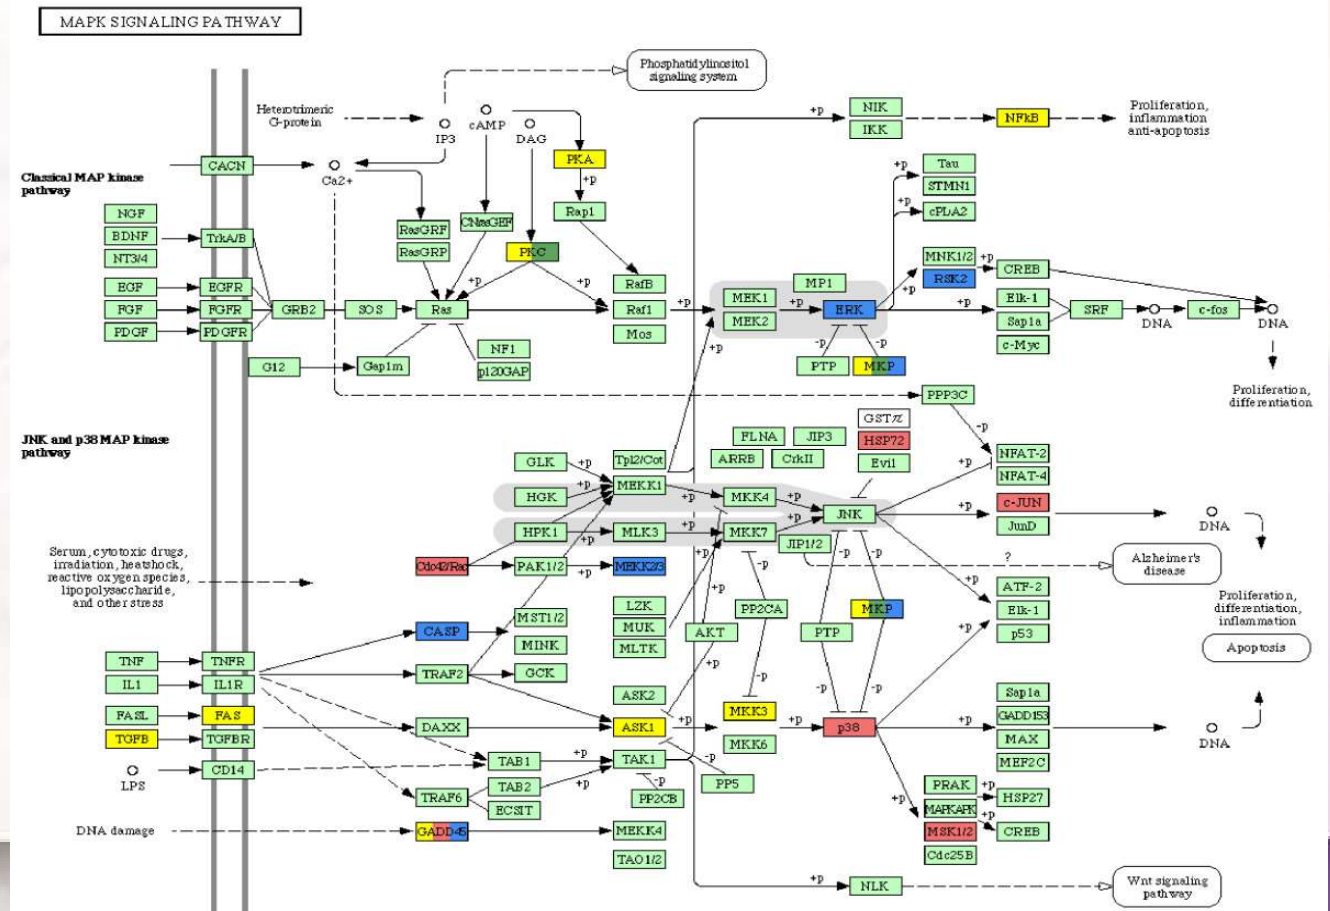 MAPK SIGNALING PATHWAY
Phosphatidylinositol
signaling system
Heterotrimeric
G-protein
IP3
cAMP
DAG
+p
NIK
IKK
NFkB
Proliferation,
inflammation
anti-apoptosis
CACN
Ca2+
PKA
+p
Rap1
+p
Tau
STMN1
+p
cPLA2
Classical MAP kinase
pathway
NGF
BDNF
NT3/4
TrkA/B
RasGRF
RasGRP
CNrasGEF
PKC
+p
+p
RafB
MP1
MNK1/2
RSK2
+p
+p
CREB
EGF
EGFR
FGF
FGFR
PDGF
PDGFR
GRB2
SOS
Ras
Raf1
Mos
+p
MEK1
MEK2
+p
ERK
+p
Elk-1
Sap1a
c-Myc
SRF
DNA
c-fos
DNA
G12
Gap1m
NF1
p120GAP
+p
-p
-p
PTP
MKP
PPP3C
-p
Proliferation,
differentiation
JNK and p38 MAP kinase
pathway
GSTπ
HSP72
Evi1
FLNA
JIP3
ARRB
CrkII
GLK
HGK
HPK1
+p
+p
+p
+p
Tpl2/Cot
MEKK1
MLK3
+p
+p
+p
MKK4
MKK7
+p
+p
JNK
JIP1/2
+p
+p
NFAT-2
NFAT-4
c-JUN
JunD
DNA
?
Alzheimer's
disease
Serum, cytotoxic drugs,
irradiation, heatshock,
reactive oxygen species,
lipopolysaccharide,
and other stress
Cdc42/Rac
PAK1/2
+p
MEKK2/3
LZK
MUK
MLTK
+p
AKT
+p
-p
PP2CA
-p
-p
-p
PTP
MKP
-p
-p
ATF-2
Elk-1
p53
+p
Proliferation,
differentiation,
inflammation
Apoptosis
CASP
MST1/2
MINK
GCK
TRAF2
TNF
TNFR
IL1
IL1R
FASL
FAS
TGFB
TGFBR
LPS
CD14
DAXX
ASK2
ASK1
TAK1
+p
MKK3
MKK6
+p
p38
+p
Sap1a
GADD153
MAX
MEF2C
DNA
TAB1
TAB2
ECSIT
TRAF6
+p
+p
-p
PP2CB
-p
PP5
+p
PRAK
MAPKAPK
MSK1/2
Cdc25B
+p
+p
HSP27
CREB
DNA damage
GADD45
MEKK4
TAO1/2
+p
NLK
Wnt signaling
pathway